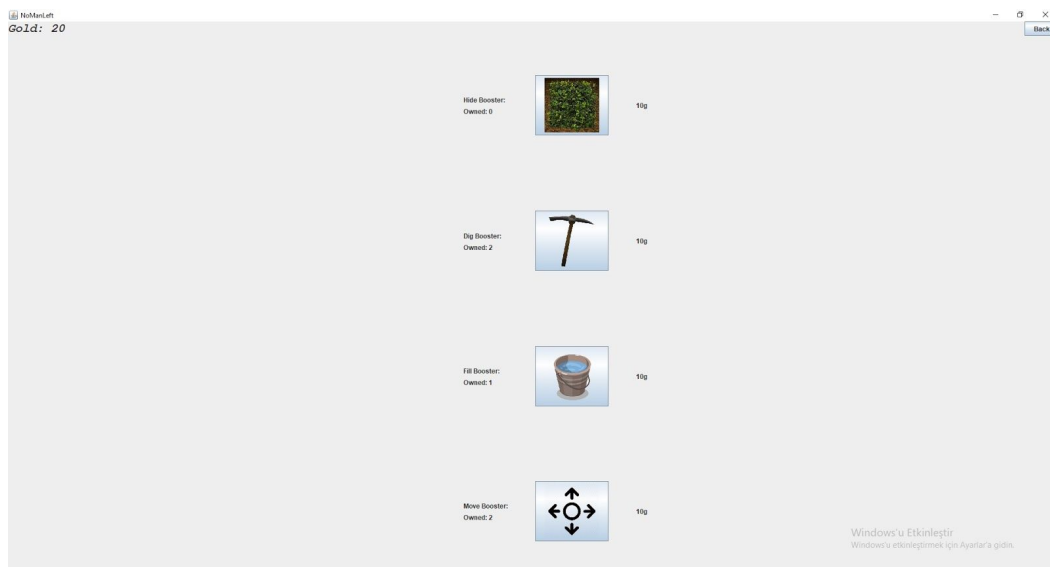 NoManLeft
Gold: 20
Back
Hide Booster:
Owned: 0
10g
Dig Booster:
Owned: 2
10g
Fill Booster:
Owned: 1
10g
Move Booster:
Owned: 2
10g
Windows'u Etkinleştir
Windows'u etkinleştirmek için Ayarlar'a gidin.